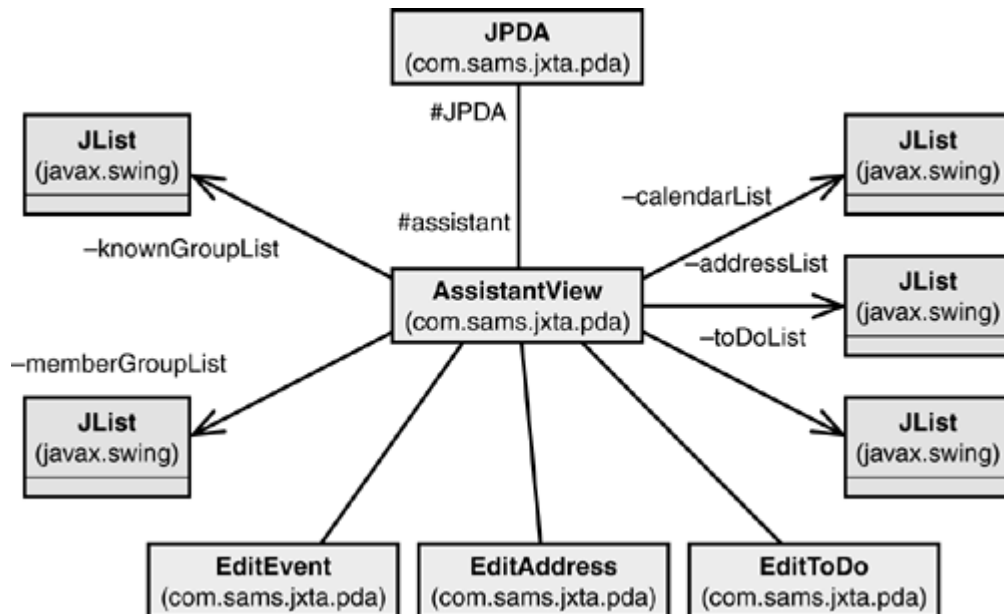 JPDA
(com.sams.jxta.pda)
#JPDA
JList
(javax.swing)
JList
(javax.swing)
–calendarList
#assistant
–knownGroupList
–addressList
AssistantView
(com.sams.jxta.pda)
JList
(javax.swing)
–toDoList
–memberGroupList
JList
(javax.swing)
JList
(javax.swing)
EditEvent
(com.sams.jxta.pda)
EditAddress
(com.sams.jxta.pda)
EditToDo
(com.sams.jxta.pda)